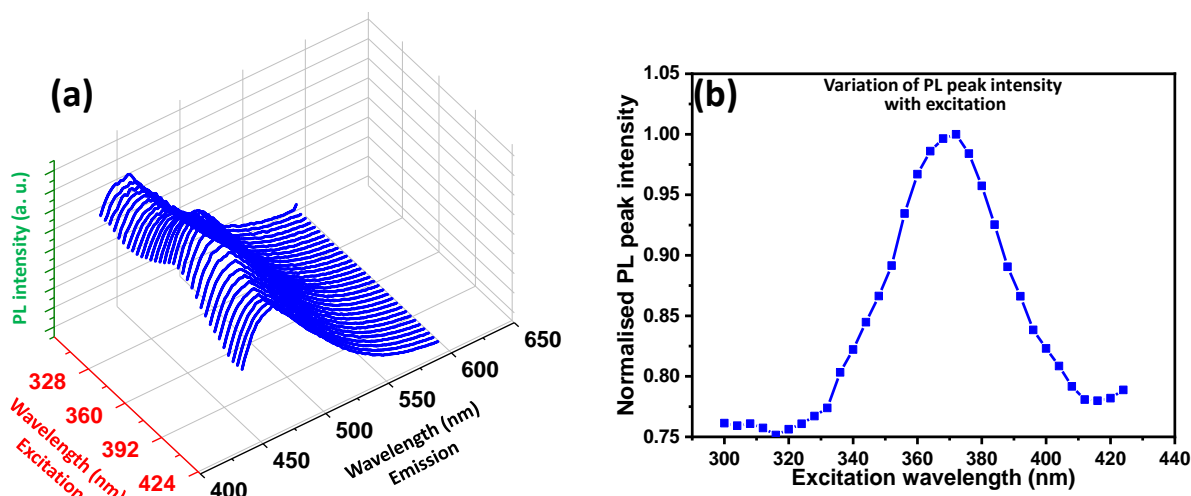 (a)
PL intensity (a. u.)
328
360
392
424
Wavelength (nm)
Excitation
400
450
500
550
600
650
Wavelength (nm)
Emission
(b)
Variation of PL peak intensity
with excitation
Normalised PL peak intensity
1.05
1.00
0.95
0.90
0.85
0.80
0.75
300 320 340 360 380 400 420 440
Excitation wavelength (nm)